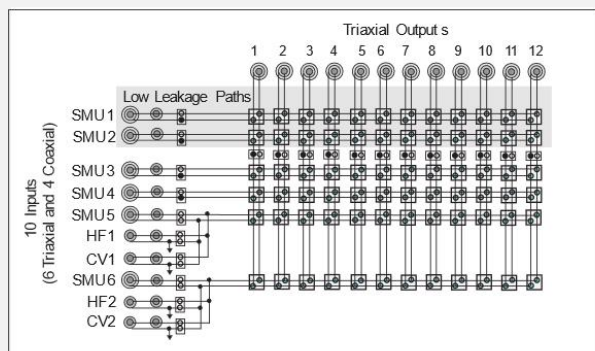 Triaxial Output s
1 2 3 4 5 6 7 8 9 10 11 12
Low Leakage Paths
SMU1
SMU2
SMU3
SMU4
SMU5
HF1
CV1
SMU6
HF2
CV2
10 Inputs
(6 Triaxial and 4 Coaxial)